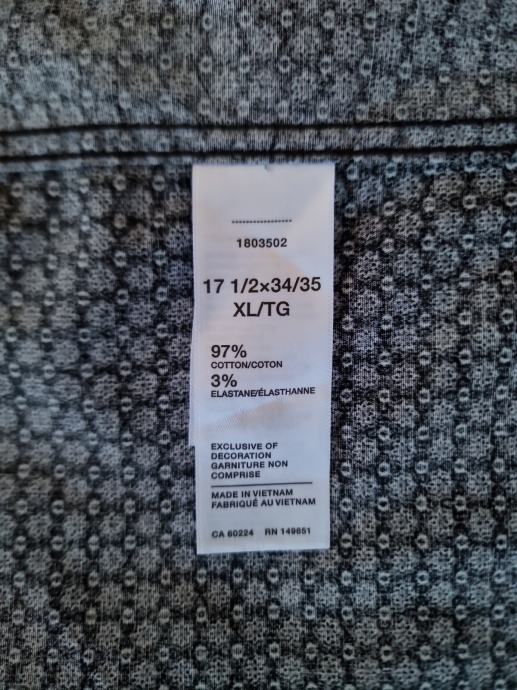 1803502
17 1/2×34/35
XL/TG
97%
COTTON/COTON
3%
ELASTANE/ÉLASTHANNE
EXCLUSIVE OF
DECORATION
GARNITURE NON
COMPRISE
MADE IN VIETNAM
FABRIQUÉ AU VIETNAM
CA 60224 RN 149651